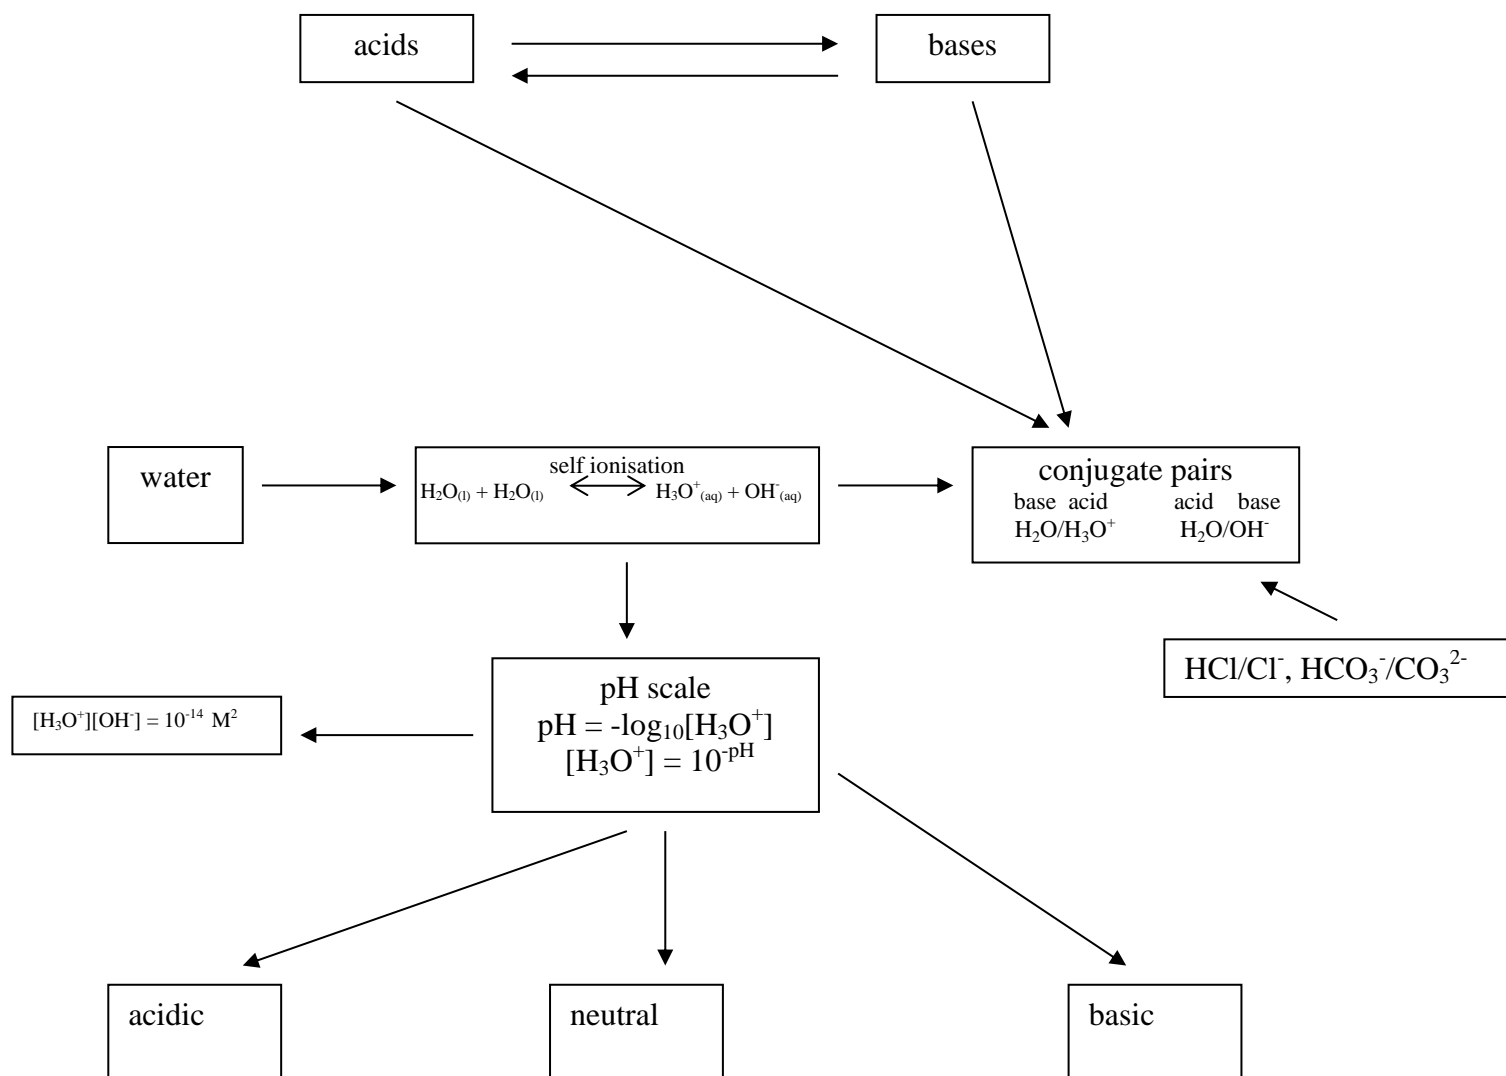 acids
bases
water
self ionisation
H₂O₍ₗ₎ + H₂O₍ₗ₎ ⟷ H₃O⁺₍aq₎ + OH⁻₍aq₎
conjugate pairs
base acid acid base
H₂O/H₃O⁺ H₂O/OH⁻
HCl/Cl⁻, HCO₃⁻/CO₃²⁻
[H₃O⁺][OH⁻] = 10⁻¹⁴ M²
pH scale
pH = -log₁₀[H₃O⁺]
[H₃O⁺] = 10⁻ᵖᴴ
acidic
neutral
basic